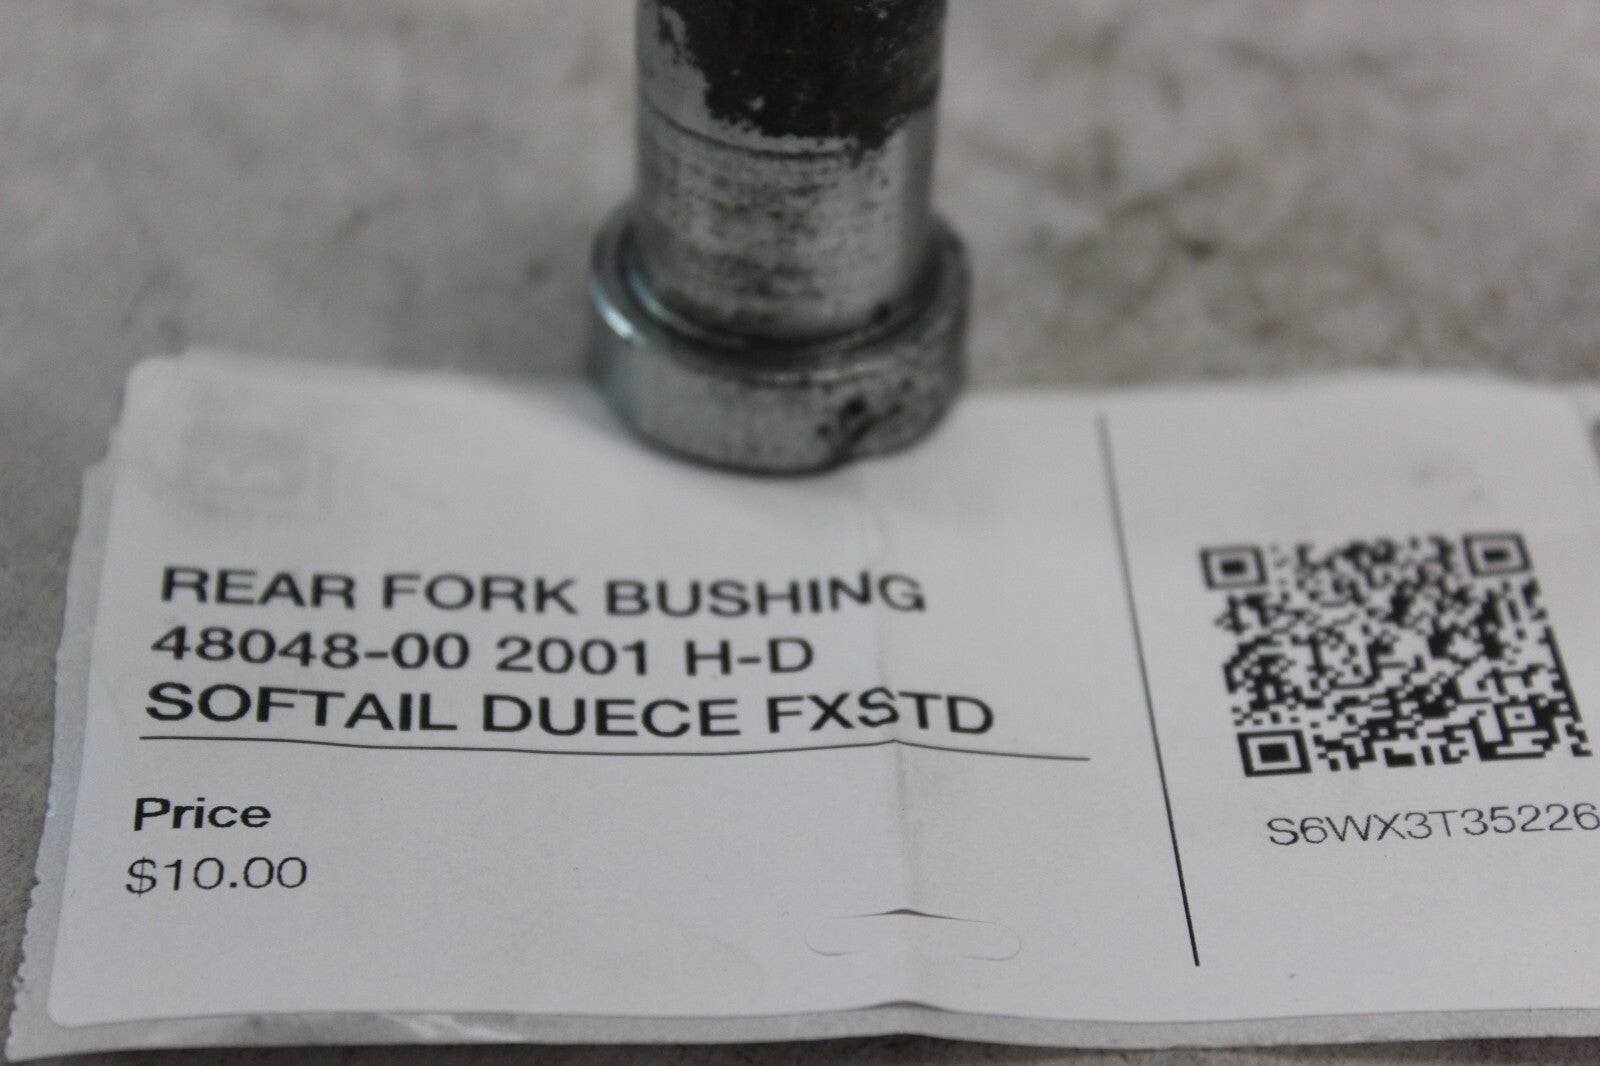 REAR FORK BUSHING
48048-00 2001 H-D
SOFTAIL DUECE FXSTD
Price
$10.00
S6WX3T35226